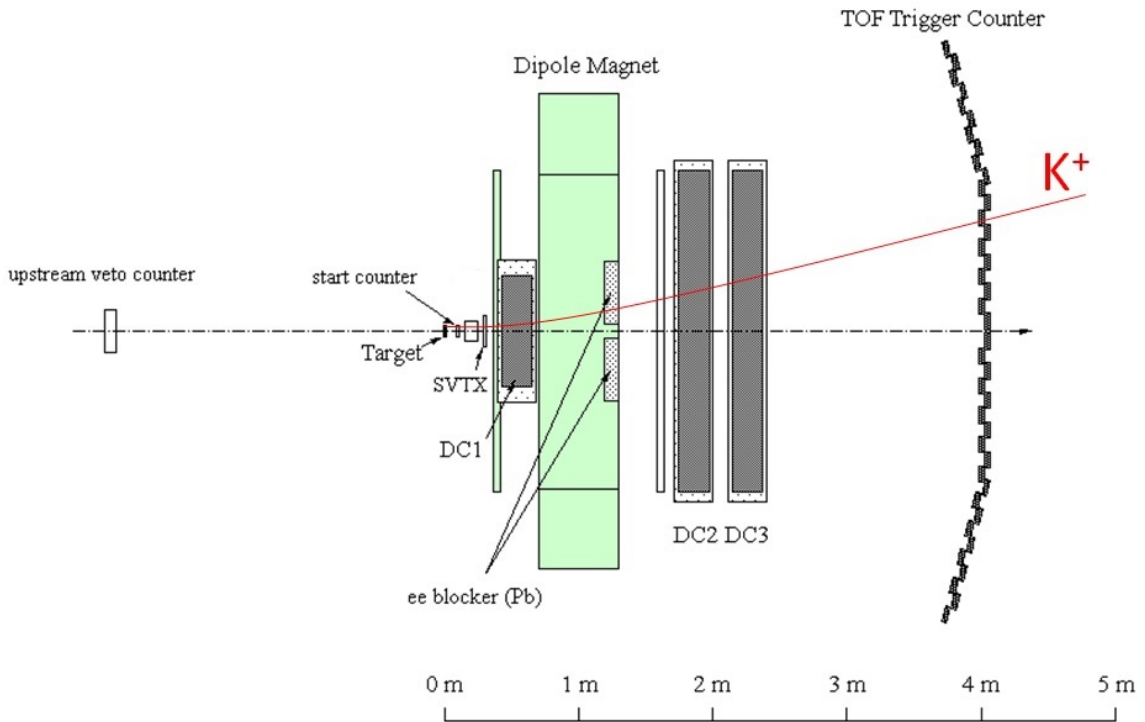 TOF Trigger Counter
Dipole Magnet
K+
upstream veto counter
start counter
Target
SVTX
DC1
DC2 DC3
ee blocker (Pb)
0 m 1 m 2 m 3 m 4 m 5 m